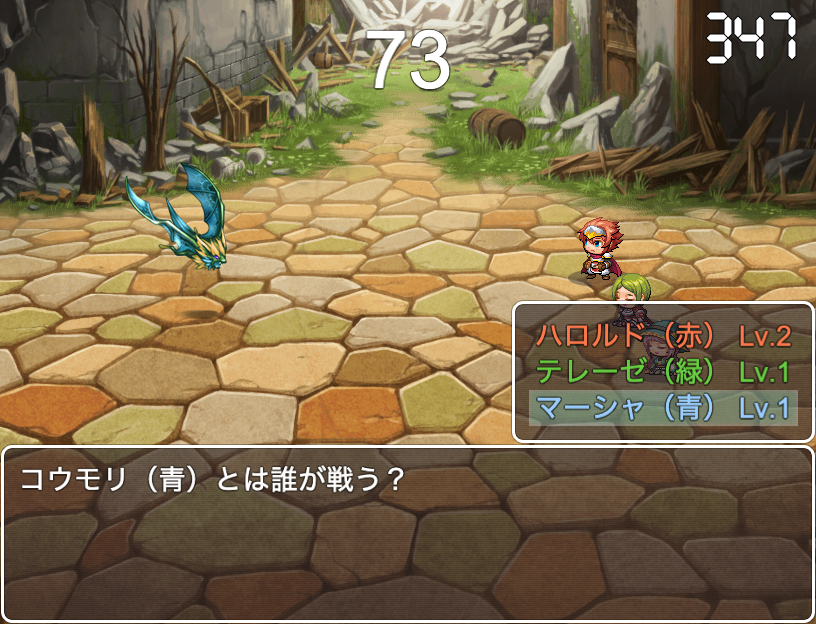 73
347
ハロルド（赤） Lv.2
テレーゼ（緑） Lv.1
マーシャ（青） Lv.1
コウモリ（青）とは誰が戦う？